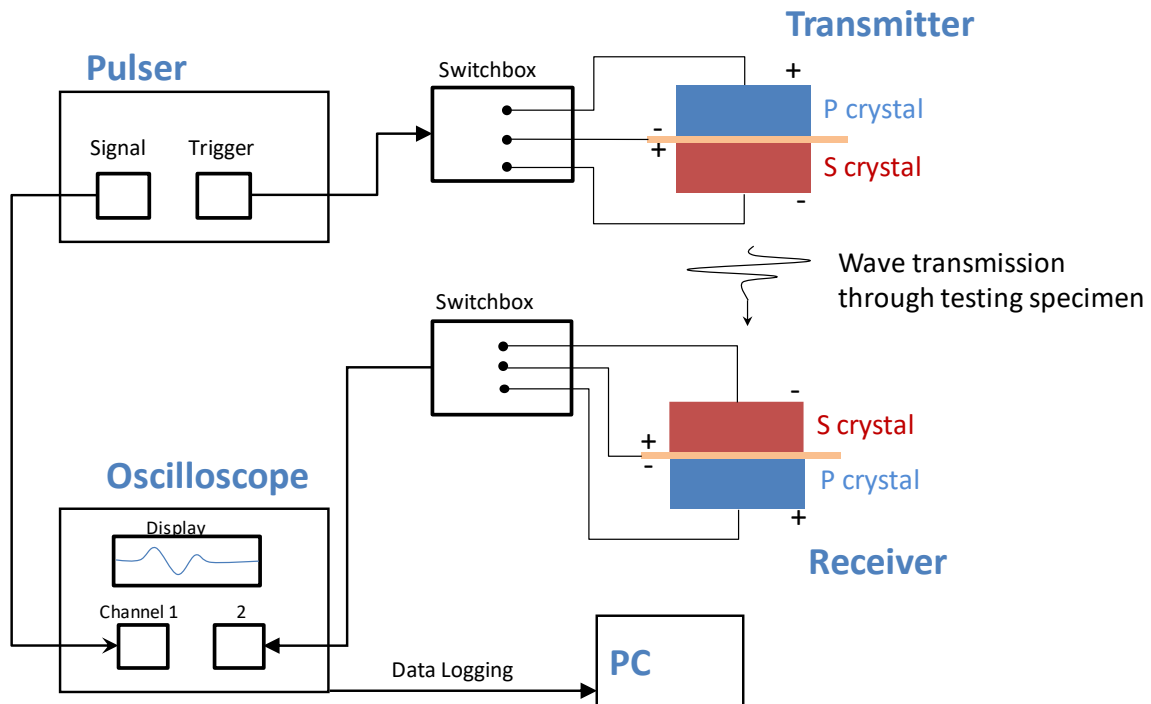 Transmitter
Pulser
Switchbox
+
P crystal
-
+
S crystal
-
Signal
Trigger
Wave transmission
through testing specimen
Switchbox
-
S crystal
+
-
P crystal
+
Oscilloscope
Receiver
Display
Channel 1
2
Data Logging
PC